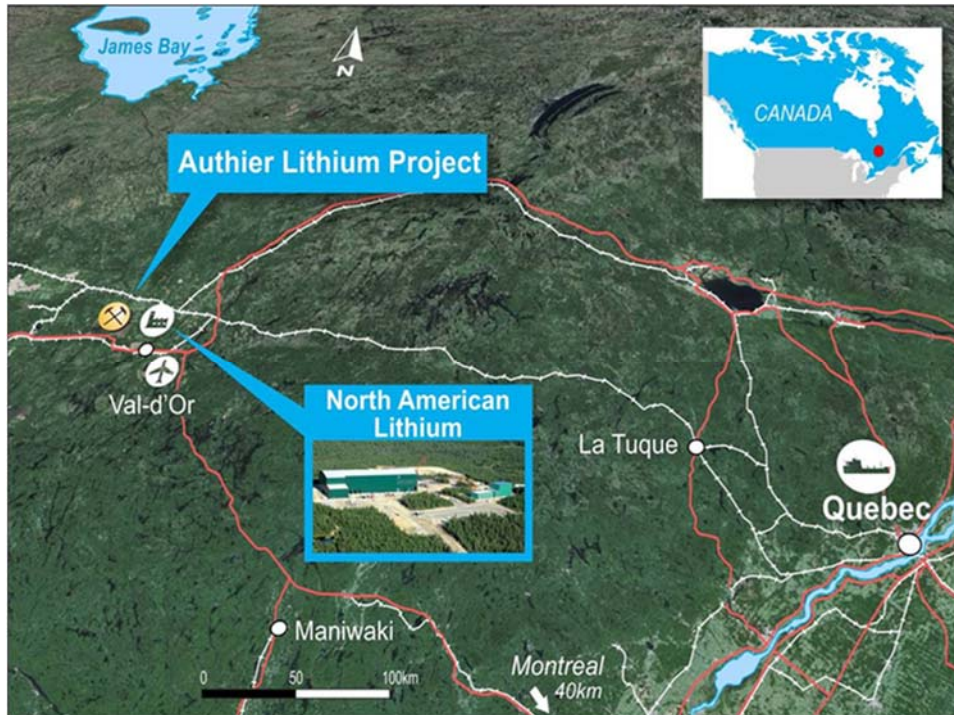 James Bay
N
CANADA
Authier Lithium Project
Val-d'Or
North American
Lithium
La Tuque
Quebec
Maniwaki
Montréal
40km
0 50 100km